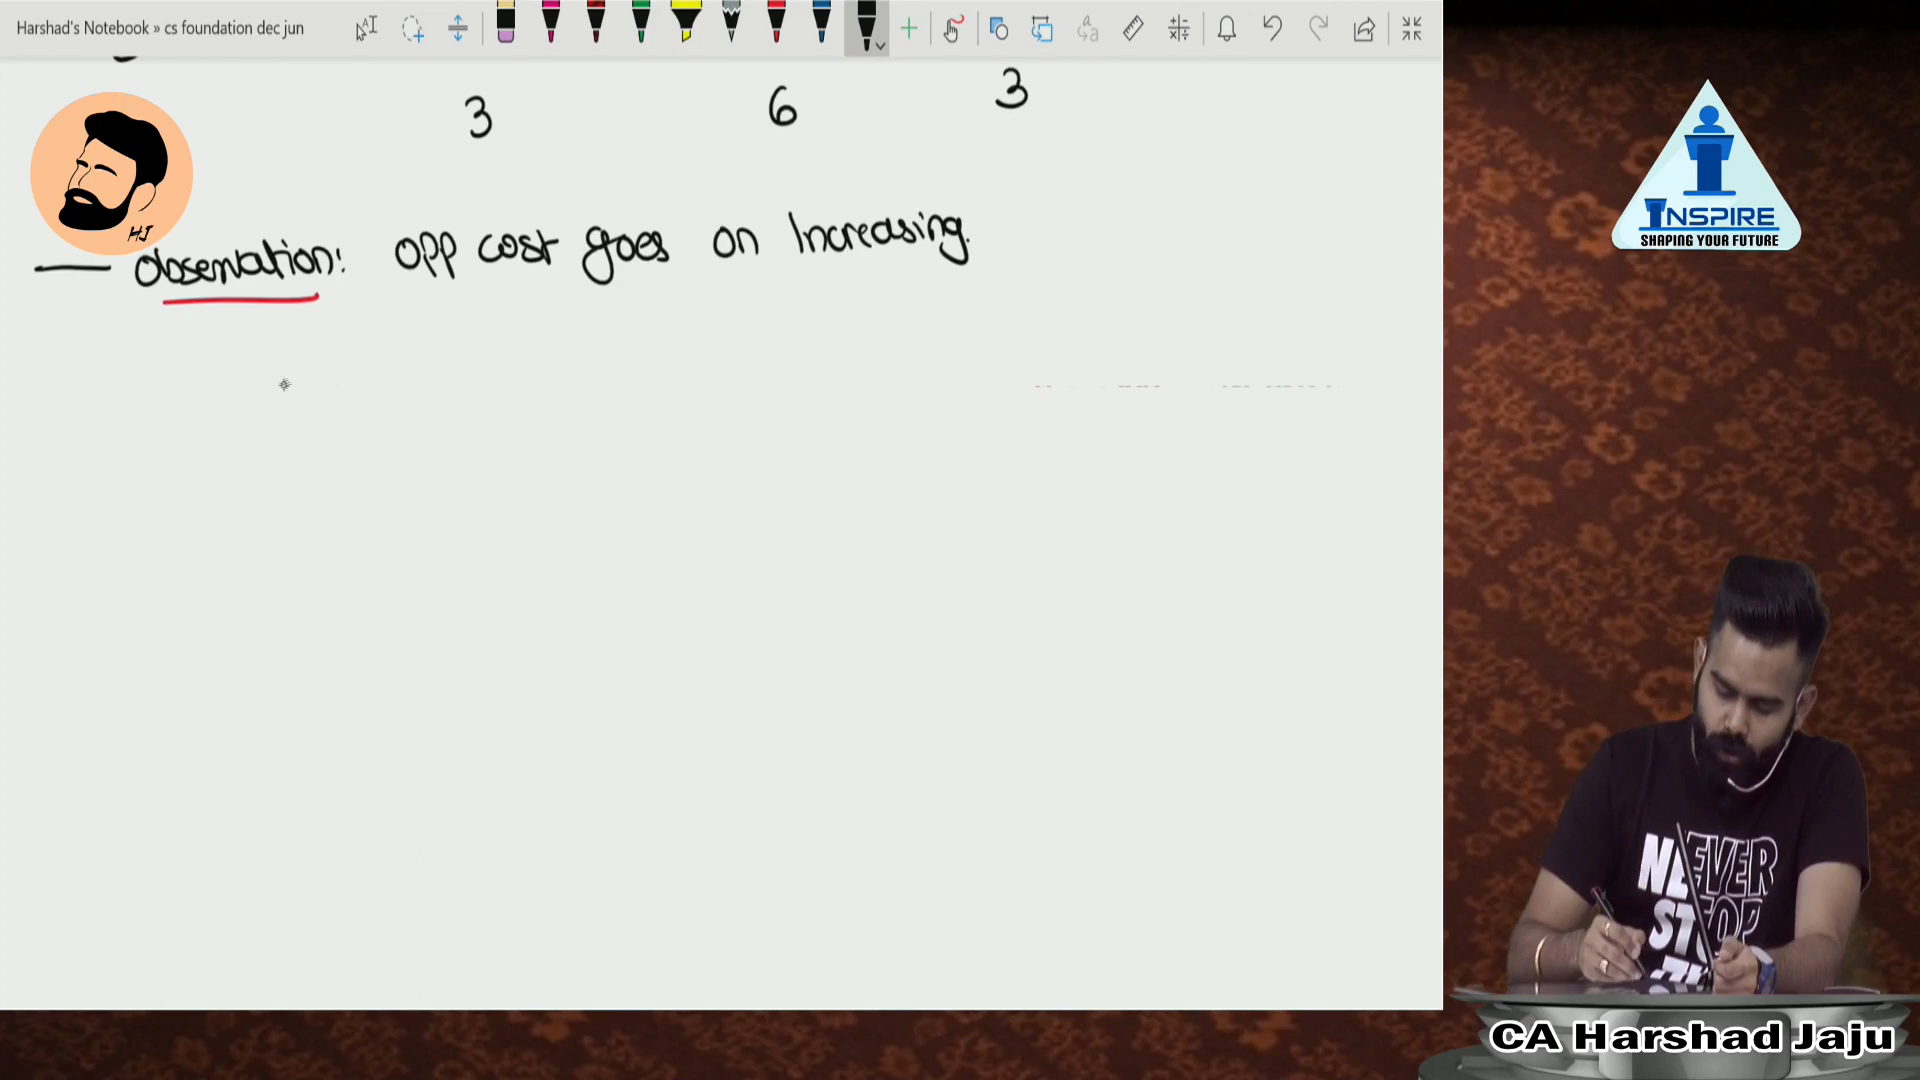 Harshad's Notebook » cs foundation dec jun
3 6 3
HJ
Observation: opp cost goes on Increasing.
INSPIRE
SHAPING YOUR FUTURE
NEVER
STOP
CA Harshad Jaju